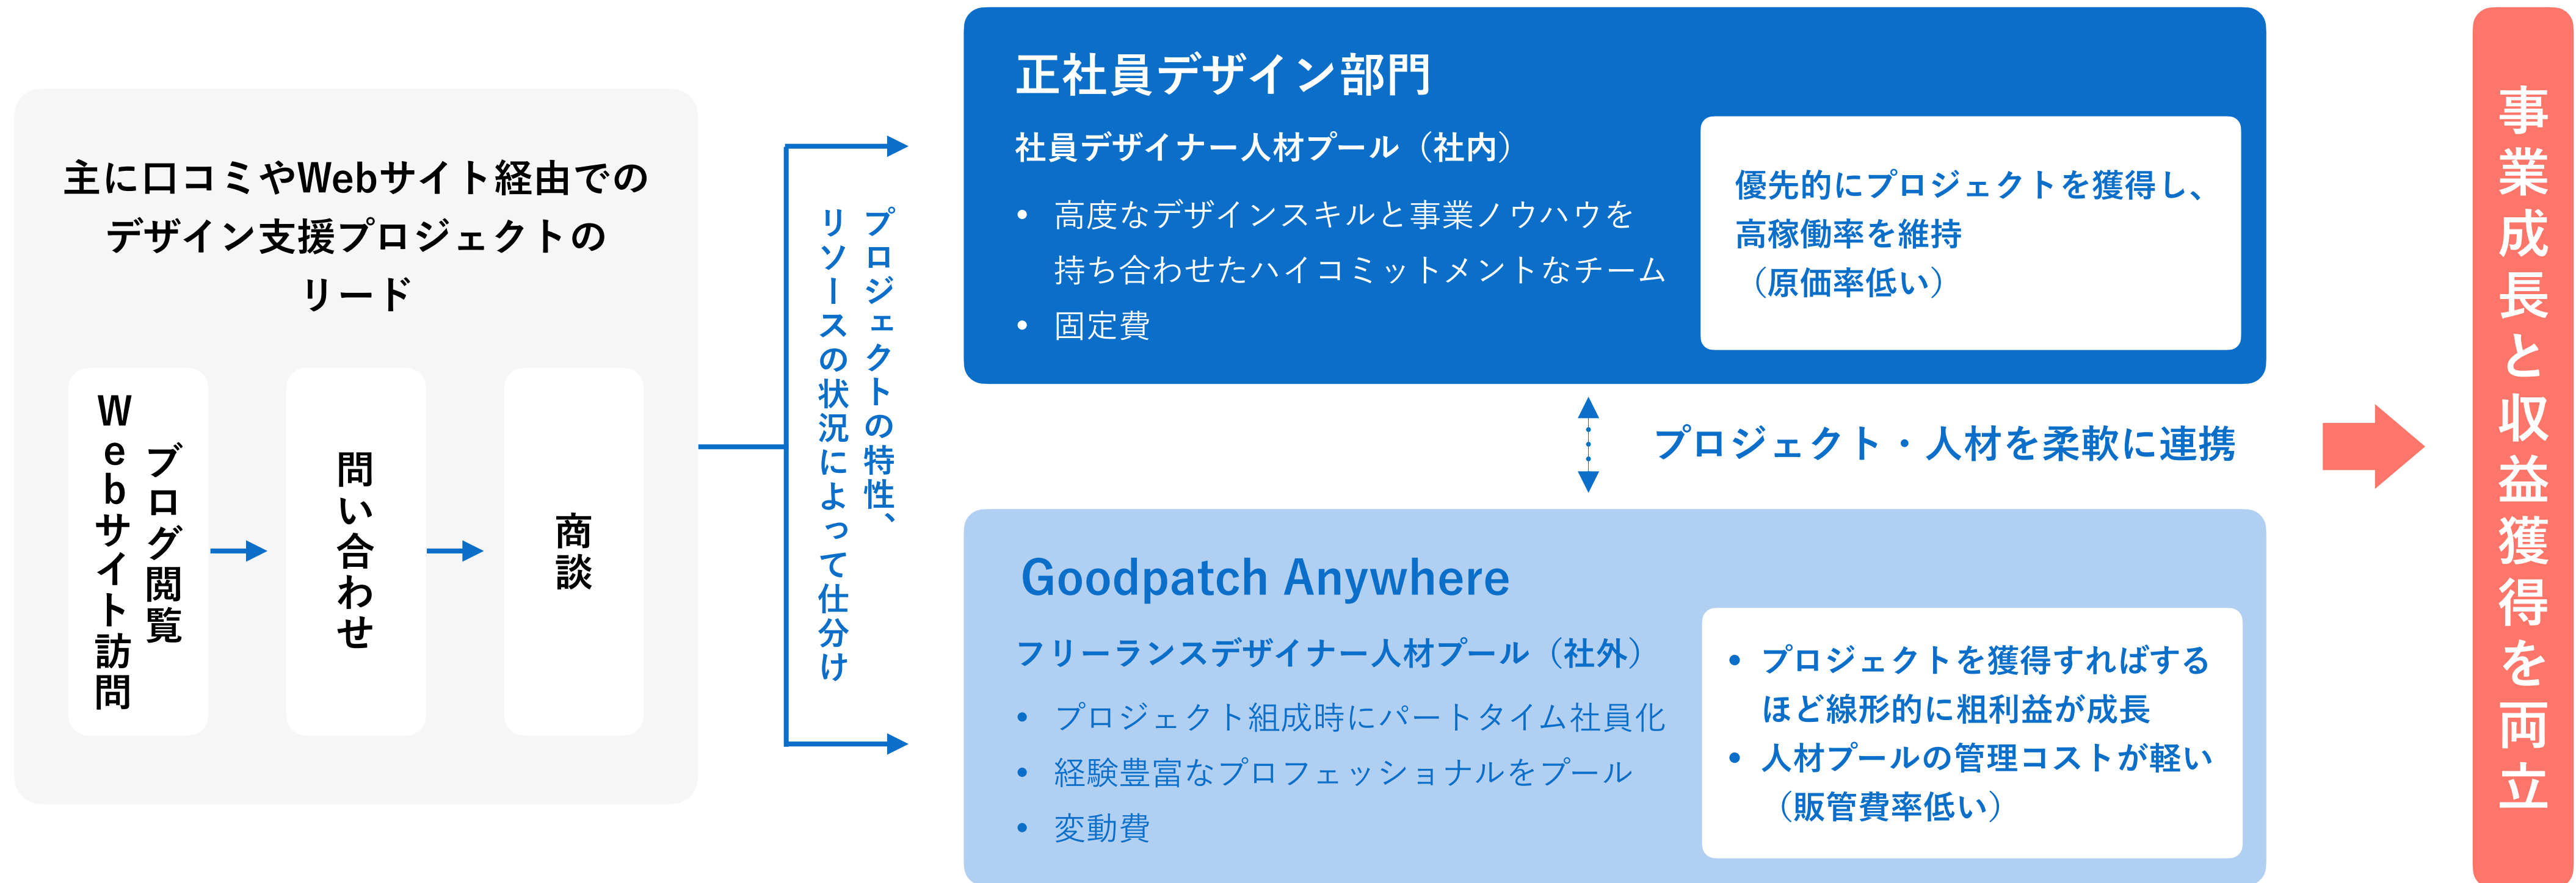 主に口コミやWebサイト経由での
デザイン支援プロジェクトの
リード
ブログ閲覧
Webサイト訪問
問い合わせ
商談
プロジェクトの特性、
リソースの状況によって仕分け
正社員デザイン部門
社員デザイナー人材プール（社内）
• 高度なデザインスキルと事業ノウハウを
持ち合わせたハイコミットメントなチーム
• 固定費
優先的にプロジェクトを獲得し、
高稼働率を維持
（原価率低い）
プロジェクト・人材を柔軟に連携
Goodpatch Anywhere
フリーランスデザイナー人材プール（社外）
• プロジェクト組成時にパートタイム社員化
• 経験豊富なプロフェッショナルをプール
• 変動費
• プロジェクトを獲得すればする
ほど線形的に粗利益が成長
• 人材プールの管理コストが軽い
（販管費率低い）
事業成長と収益獲得を両立